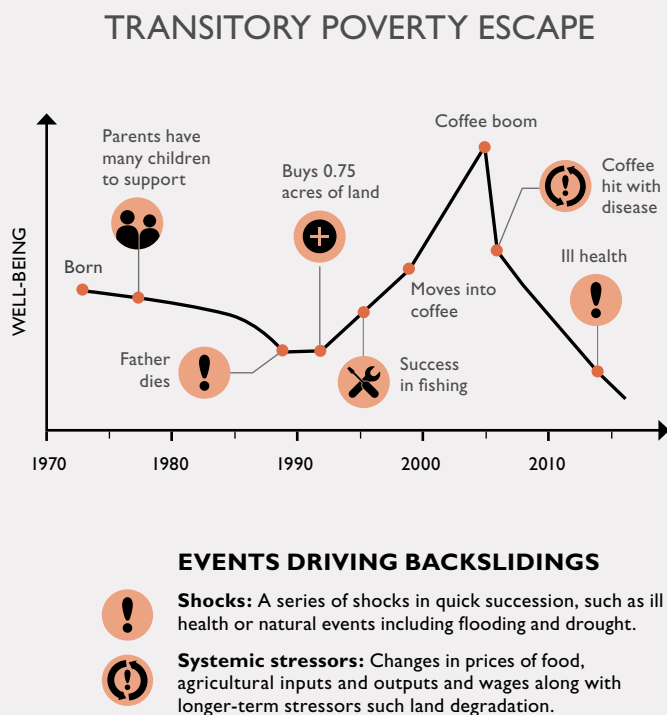 TRANSITORY POVERTY ESCAPE
WELL-BEING
Born
Parents have
many children
to support
Father
dies
Buys 0.75
acres of land
Success
in fishing
Moves into
coffee
Coffee boom
Coffee
hit with
disease
Ill health
1970
1980
1990
2000
2010
EVENTS DRIVING BACKSLIDINGS
Shocks: A series of shocks in quick succession, such as ill
health or natural events including flooding and drought.
Systemic stressors: Changes in prices of food,
agricultural inputs and outputs and wages along with
longer-term stressors such land degradation.